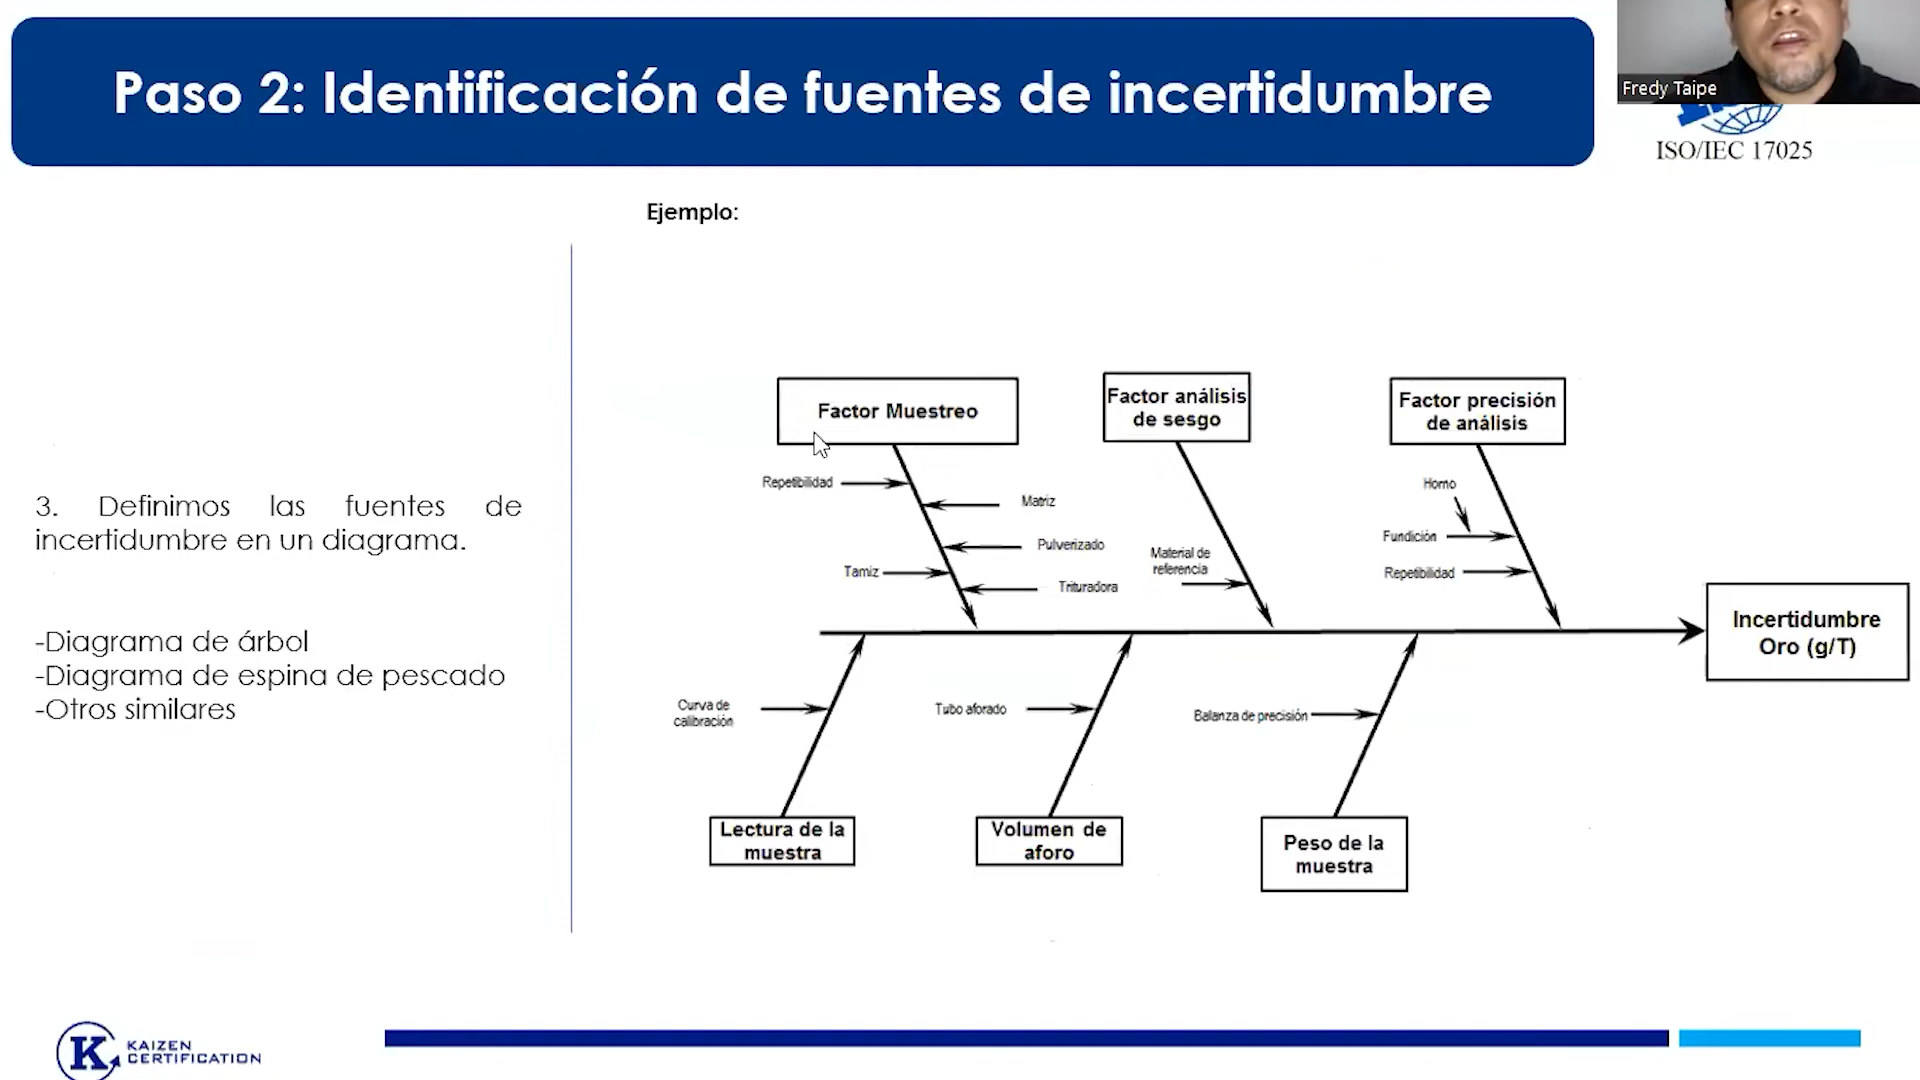 Paso 2: Identificación de fuentes de incertidumbre
Fredy Taipe
ISO/IEC 17025
Ejemplo:
3. Definimos las fuentes de
incertidumbre en un diagrama.
-Diagrama de árbol
-Diagrama de espina de pescado
-Otros similares
Factor Muestreo
Factor análisis
de sesgo
Factor precisión
de análisis
Repetibilidad
Matriz
Pulverizado
Tamiz
Trituradora
Material de
referencia
Horno
Fundición
Repetibilidad
Incertidumbre
Oro (g/T)
Curva de
calibración
Tubo aforado
Balanza de precisión
Lectura de la
muestra
Volumen de
aforo
Peso de la
muestra
K
KAIZEN
CERTIFICATION